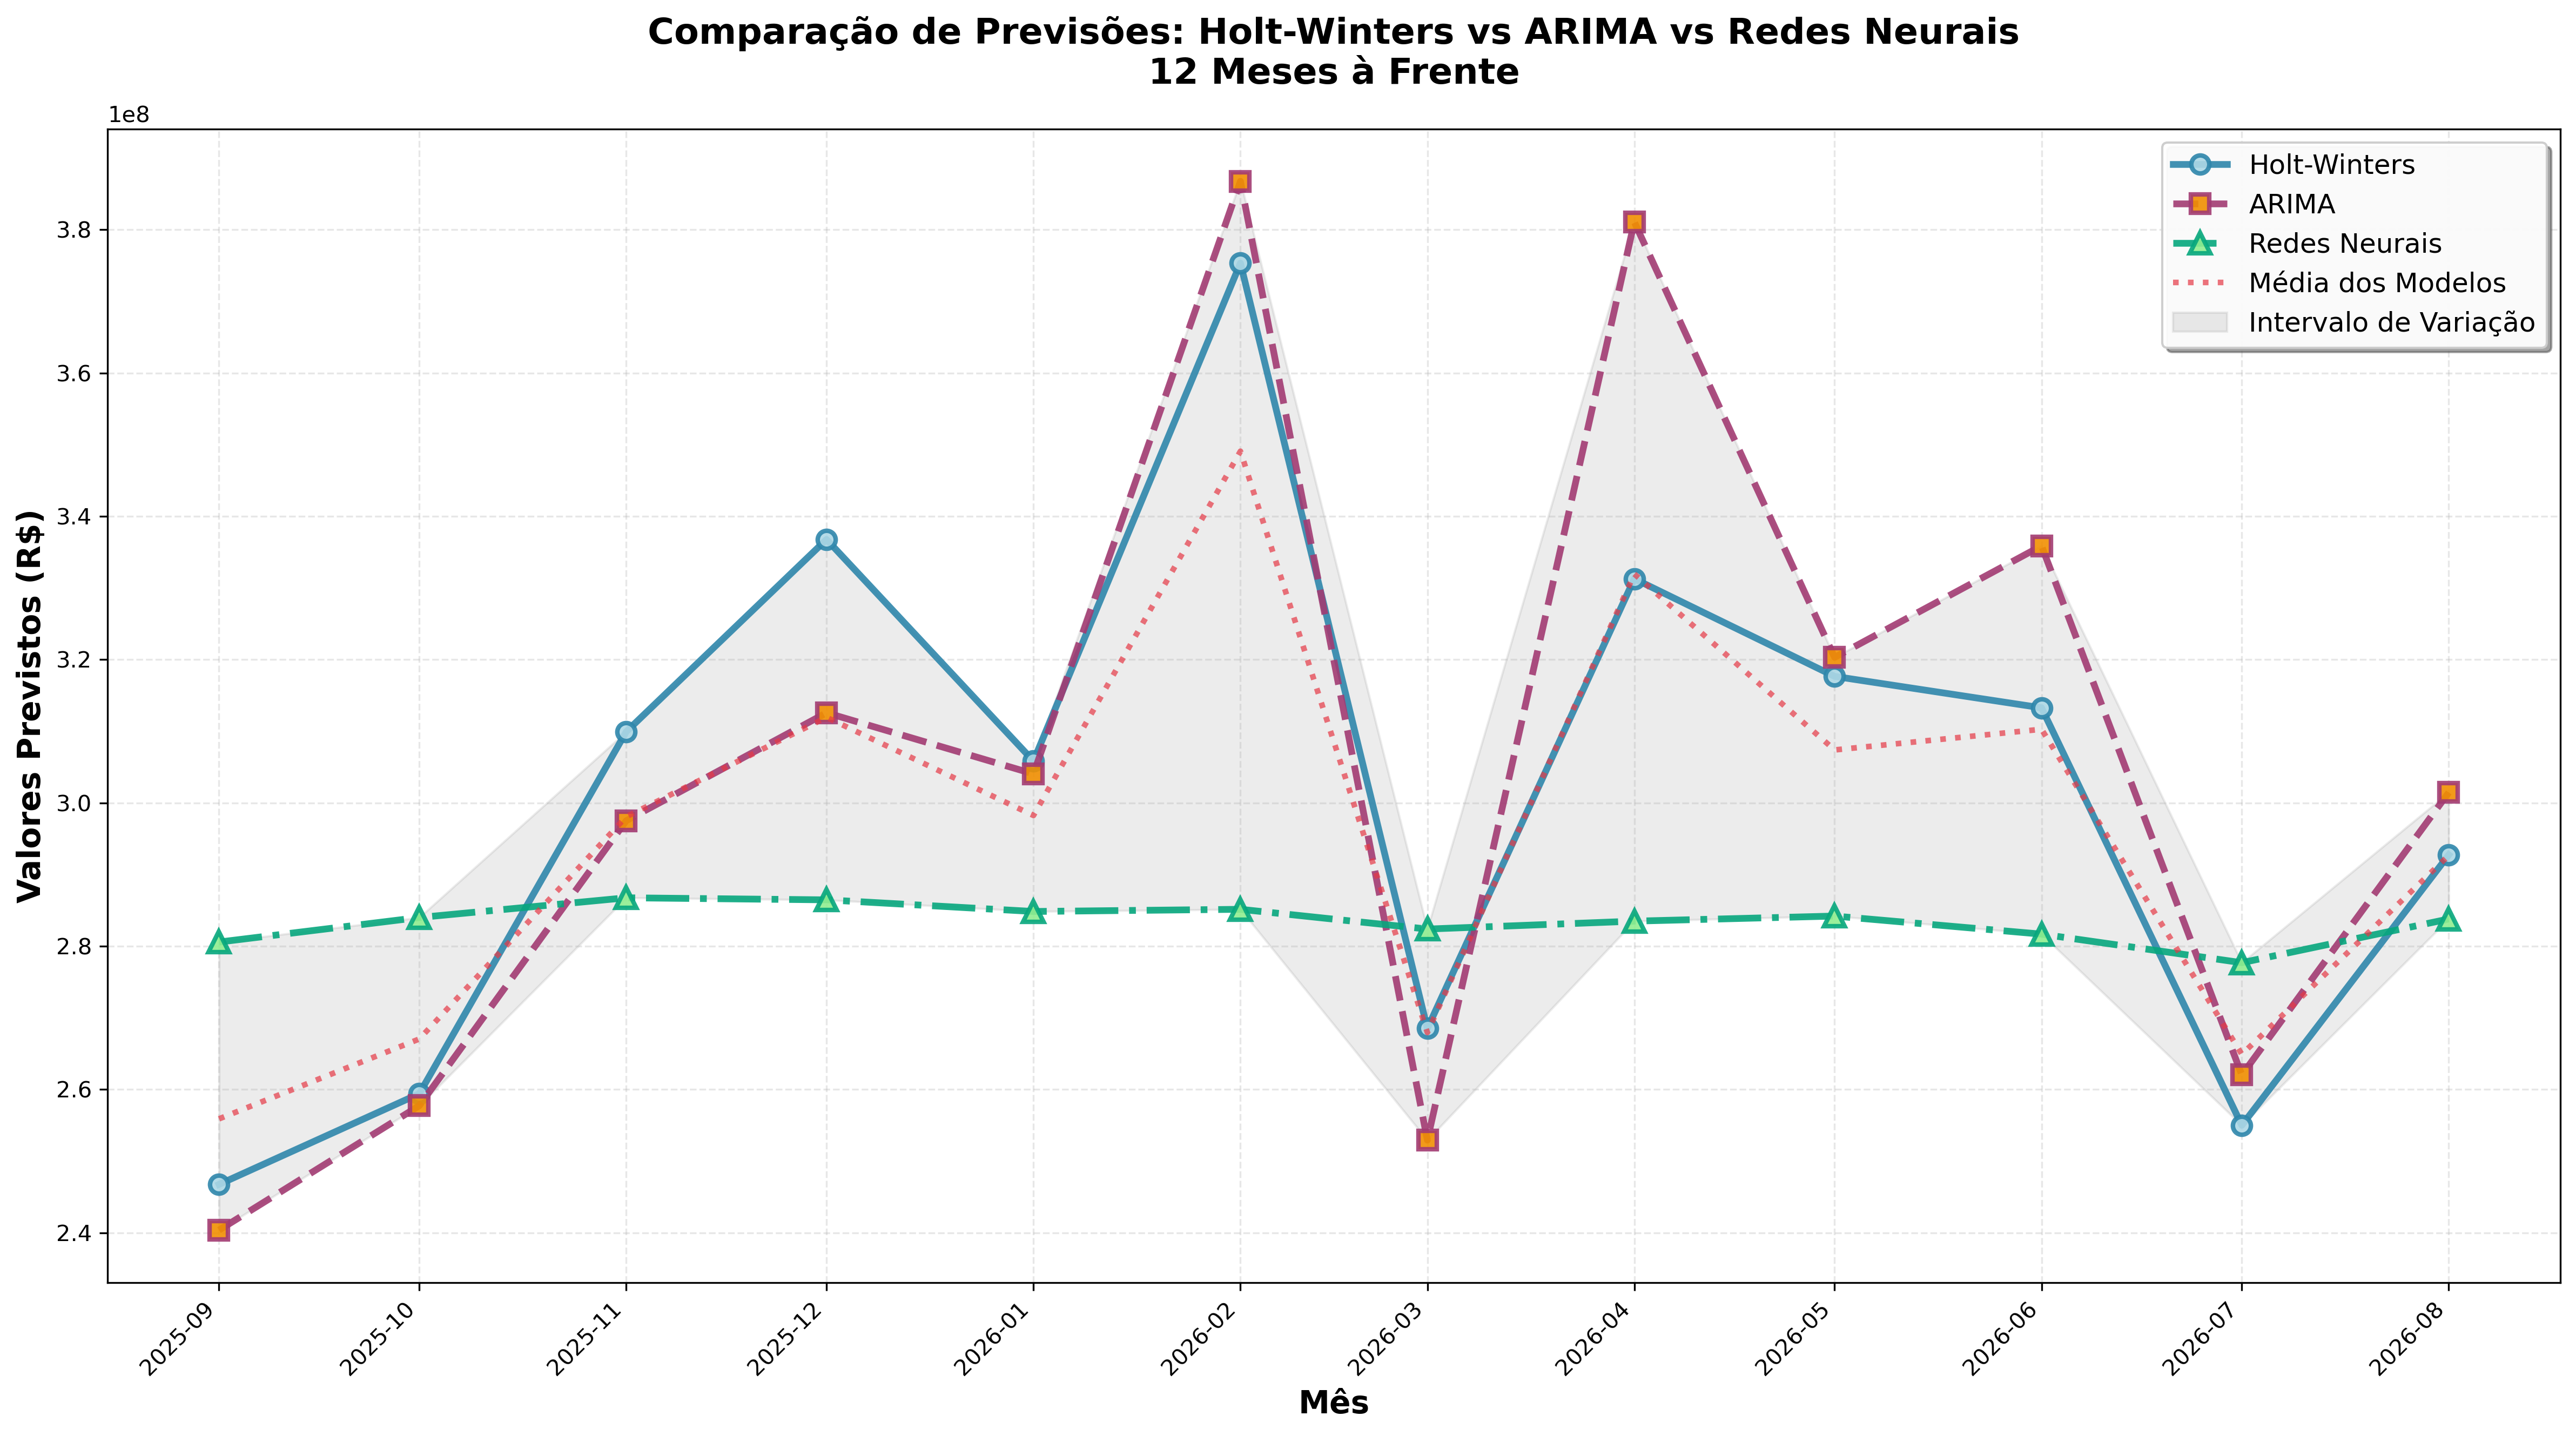 Comparação de Previsões: Holt-Winters vs ARIMA vs Redes Neurais
12 Meses à Frente
1e8
Holt-Winters
ARIMA
Redes Neurais
Média dos Modelos
Intervalo de Variação
Valores Previstos (R$)
3.8
3.6
3.4
3.2
3.0
2.8
2.6
2.4
2025-09
2025-10
2025-11
2025-12
2026-01
2026-02
2026-03
2026-04
2026-05
2026-06
2026-07
2026-08
Mês